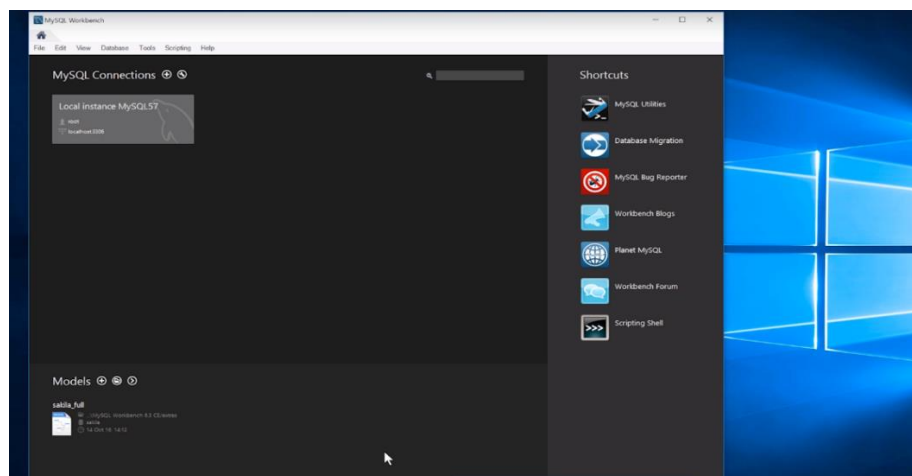 MySQL Workbench
File Edit View Database Tools Scripting Help
MySQL Connections
Local instance MySQL57
root
localhost:3306
Shortcuts
MySQL Utilities
Database Migration
MySQL Bug Reporter
Workbench Blogs
Planet MySQL
Workbench Forum
Scripting Shell
Models
sakila_full
sakila